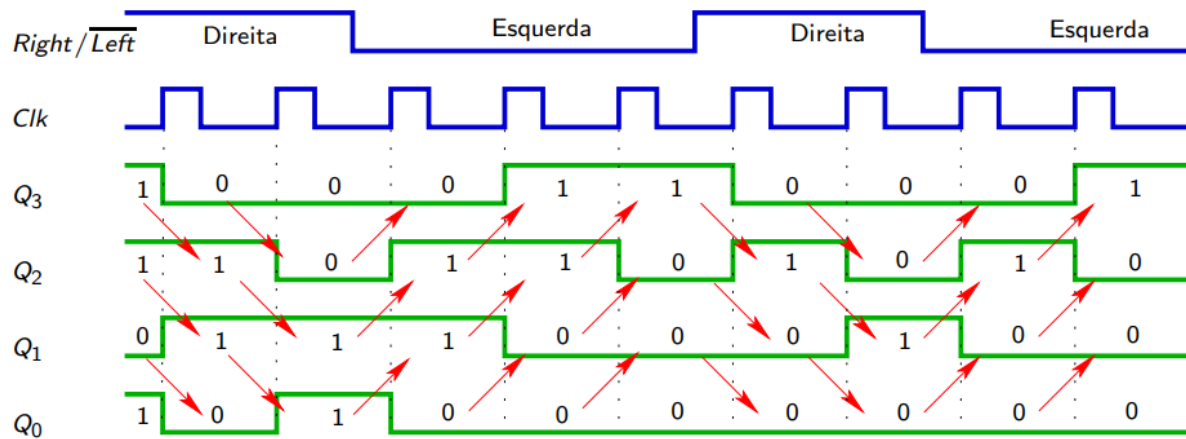 Direita Esquerda Direita Esquerda
Right/\overline{Left}
Clk
Q₃ 1 0 0 0 1 1 0 0 0 1
Q₂ 1 1 0 1 1 0 1 0 1 0
Q₁ 0 1 1 1 0 0 0 1 0 0
Q₀ 1 0 1 0 0 0 0 0 0 0